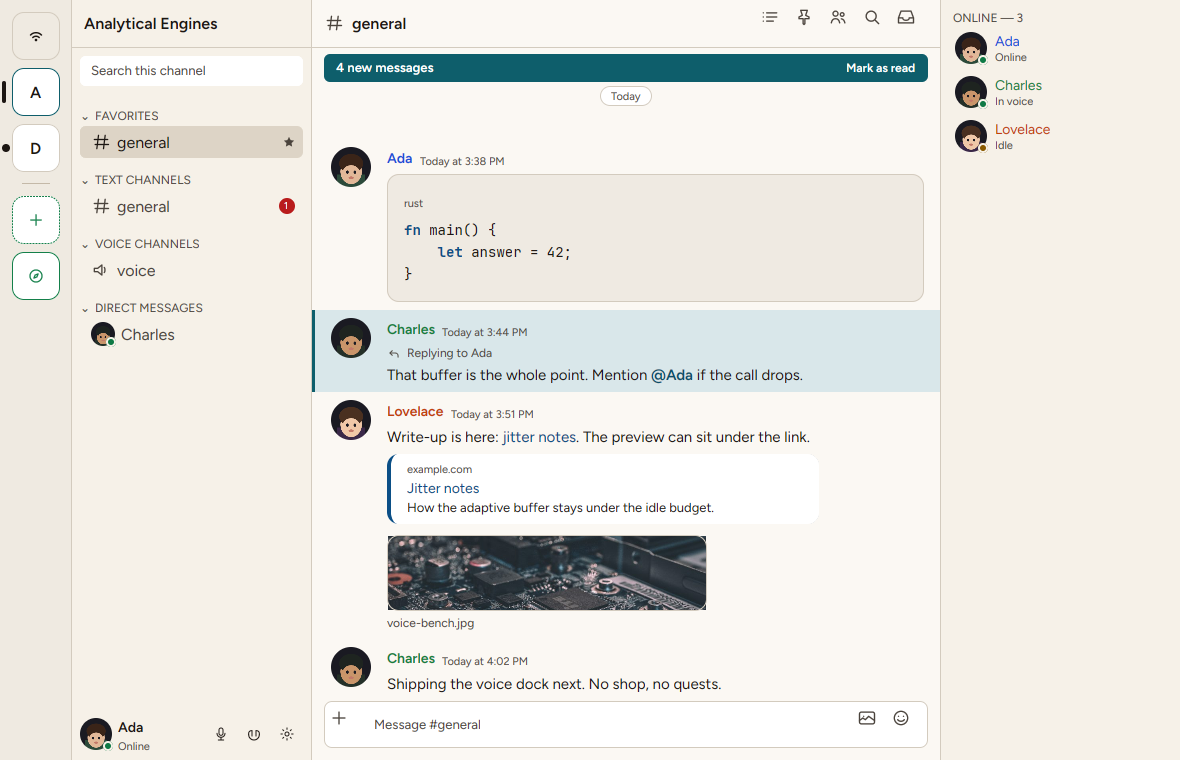 A
D
Analytical Engines
Search this channel
FAVORITES
# general
TEXT CHANNELS
# general
1
VOICE CHANNELS
voice
DIRECT MESSAGES
Charles
Ada
Online
# general
4 new messages
Mark as read
Today
Ada Today at 3:38 PM
rust
fn main() {
    let answer = 42;
}
Charles Today at 3:44 PM
Replying to Ada
That buffer is the whole point. Mention @Ada if the call drops.
Lovelace Today at 3:51 PM
Write-up is here: jitter notes. The preview can sit under the link.
example.com
Jitter notes
How the adaptive buffer stays under the idle budget.
voice-bench.jpg
Charles Today at 4:02 PM
Shipping the voice dock next. No shop, no quests.
Message #general
ONLINE — 3
Ada
Online
Charles
In voice
Lovelace
Idle